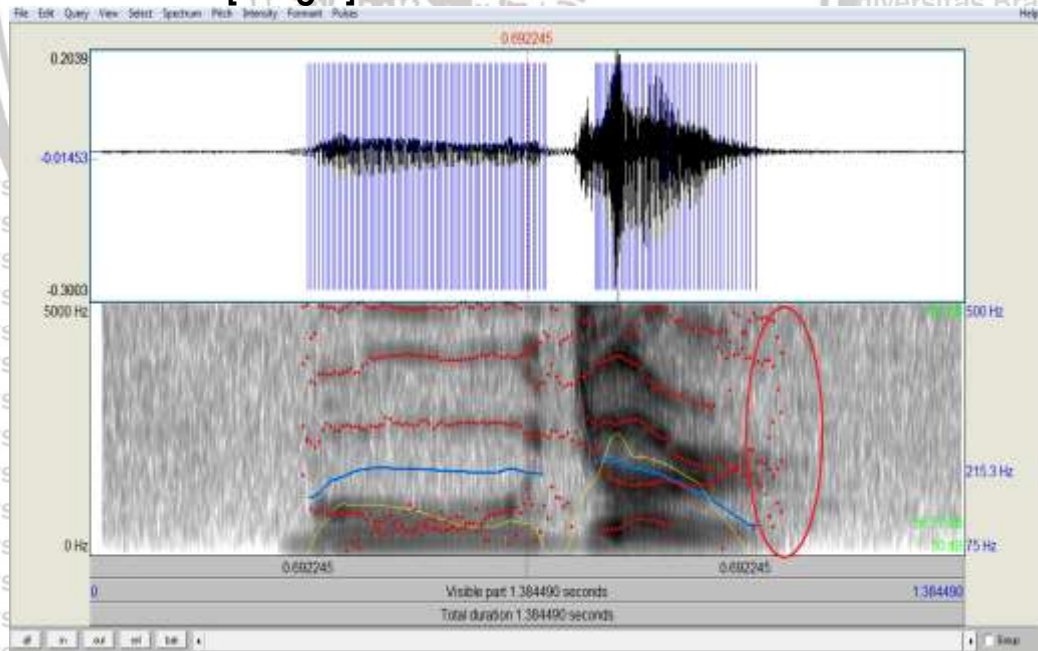 File Edit Query View Select Spectrum Pitch Intensity Formant Pulses Help
0.692245
0.2039
-0.01453
-0.3003
5000 Hz
500 Hz
215.3 Hz
0 Hz
75 Hz
0.692245 0.692245
0 Visible part 1.384490 seconds 1.384490
Total duration 1.384490 seconds
all in out sel bak Group